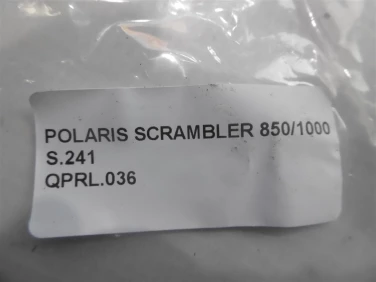 POLARIS SCRAMBLER 850/1000
S.241
QPRL.036